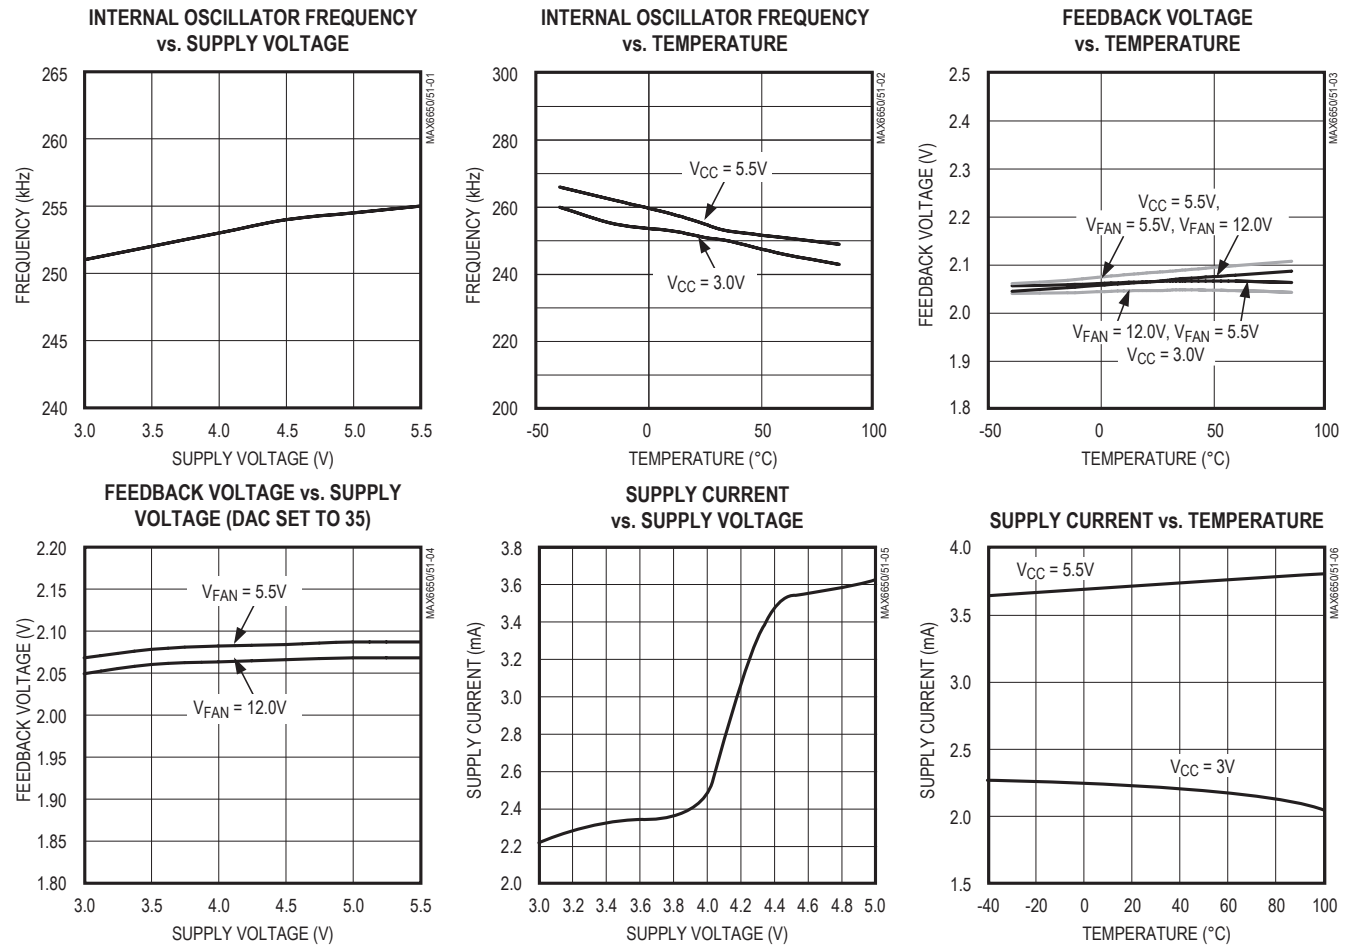 INTERNAL OSCILLATOR FREQUENCY
vs. SUPPLY VOLTAGE
265
260
255
250
245
240
FREQUENCY (kHz)
3.0 3.5 4.0 4.5 5.0 5.5
SUPPLY VOLTAGE (V)
MAX6650/51-01
INTERNAL OSCILLATOR FREQUENCY
vs. TEMPERATURE
300
280
260
240
220
200
FREQUENCY (kHz)
VCC = 5.5V
VCC = 3.0V
-50 0 50 100
TEMPERATURE (°C)
MAX6650/51-02
FEEDBACK VOLTAGE
vs. TEMPERATURE
2.5
2.4
2.3
2.2
2.1
2.0
1.9
1.8
FEEDBACK VOLTAGE (V)
VCC = 5.5V,
VFAN = 5.5V, VFAN = 12.0V
VFAN = 12.0V, VFAN = 5.5V
VCC = 3.0V
-50 0 50 100
TEMPERATURE (°C)
MAX6650/51-03
FEEDBACK VOLTAGE vs. SUPPLY
VOLTAGE (DAC SET TO 35)
2.20
2.15
2.10
2.05
2.00
1.95
1.90
1.85
1.80
FEEDBACK VOLTAGE (V)
VFAN = 5.5V
VFAN = 12.0V
3.0 3.5 4.0 4.5 5.0 5.5
SUPPLY VOLTAGE (V)
MAX6650/51-04
SUPPLY CURRENT
vs. SUPPLY VOLTAGE
3.8
3.6
3.4
3.2
3.0
2.8
2.6
2.4
2.2
2.0
SUPPLY CURRENT (mA)
3.0 3.2 3.4 3.6 3.8 4.0 4.2 4.4 4.6 4.8 5.0
SUPPLY VOLTAGE (V)
MAX6650/51-05
SUPPLY CURRENT vs. TEMPERATURE
4.0
3.5
3.0
2.5
2.0
1.5
SUPPLY CURRENT (mA)
VCC = 5.5V
VCC = 3V
-40 -20 0 20 40 60 80 100
TEMPERATURE (°C)
MAX6650/51-06